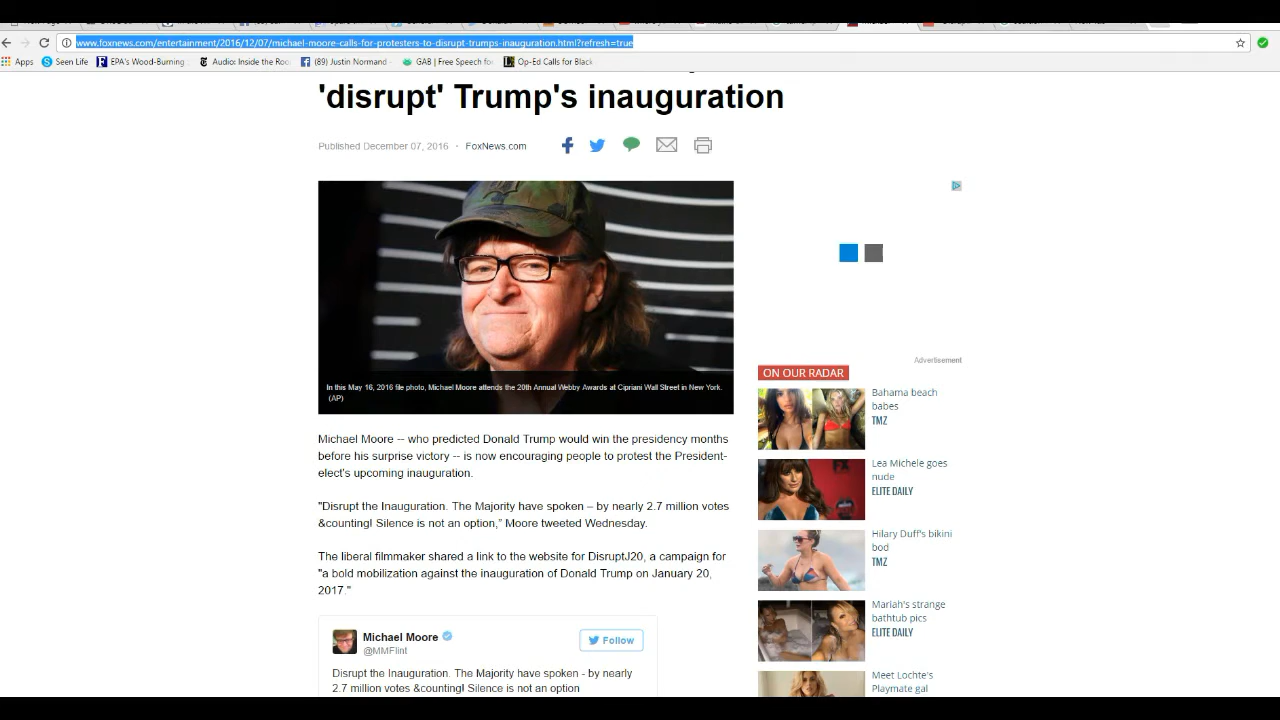 www.foxnews.com/entertainment/2016/12/07/michael-moore-calls-for-protesters-to-disrupt-trumps-inauguration.html?refresh=true
Apps Seen Life EPA's Wood-Burning Audio: Inside the Roo (89) Justin Normand GAB | Free Speech fo Op-Ed Calls for Black
'disrupt' Trump's inauguration
Published December 07, 2016 · FoxNews.com
In this May 16, 2016 file photo, Michael Moore attends the 20th Annual Webby Awards at Cipriani Wall Street in New York.
(AP)
Michael Moore -- who predicted Donald Trump would win the presidency months
before his surprise victory -- is now encouraging people to protest the President-
elect's upcoming inauguration.
"Disrupt the Inauguration. The Majority have spoken – by nearly 2.7 million votes
&counting! Silence is not an option,” Moore tweeted Wednesday.
The liberal filmmaker shared a link to the website for DisruptJ20, a campaign for
"a bold mobilization against the inauguration of Donald Trump on January 20,
2017."
Michael Moore
@MMFlint
Follow
Disrupt the Inauguration. The Majority have spoken - by nearly
2.7 million votes &counting! Silence is not an option
Advertisement
ON OUR RADAR
Bahama beach
babes
TMZ
Lea Michele goes
nude
ELITE DAILY
Hilary Duff's bikini
bod
TMZ
Mariah's strange
bathtub pics
ELITE DAILY
Meet Lochte's
Playmate gal